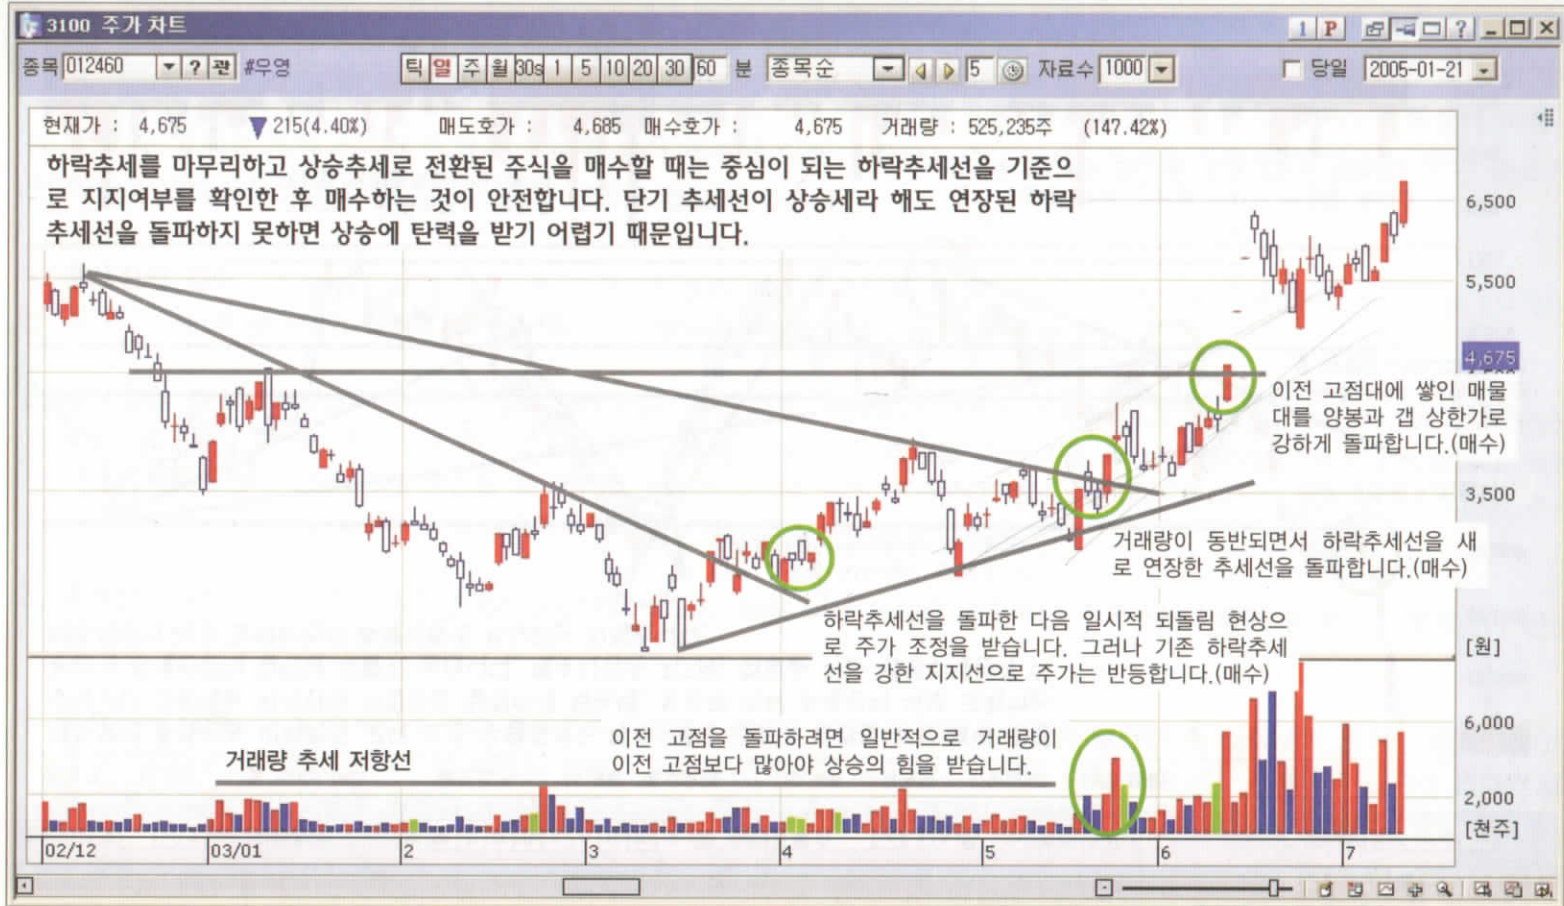 3100 주가차트
1 P ?
종목 012460 ? 관 #우영 틱 일 주 월 30s 1 5 10 20 30 60 분 종목순 5 자료수 1000 당일 2005-01-21
현재가 : 4,675 ▼ 215(4.40%) 매도호가 : 4,685 매수호가 : 4,675 거래량 : 525,235주 (147.42%)
하락추세를 마무리하고 상승추세로 전환된 주식을 매수할 때는 중심이 되는 하락추세선을 기준으
로 지지여부를 확인한 후 매수하는 것이 안전합니다. 단기 추세선이 상승세라 해도 연장된 하락
추세선을 돌파하지 못하면 상승에 탄력을 받기 어렵기 때문입니다.
6,500
5,500
4,675
이전 고점대에 쌓인 매물
대를 양봉과 갭 상한가로
강하게 돌파합니다.(매수)
3,500
거래량이 동반되면서 하락추세선을 새
로 연장한 추세선을 돌파합니다.(매수)
하락추세선을 돌파한 다음 일시적 되돌림 현상으
로 주가 조정을 받습니다. 그러나 기존 하락추세
선을 강한 지지선으로 주가는 반등합니다.(매수)
[원]
6,000
이전 고점을 돌파하려면 일반적으로 거래량이
이전 고점보다 많아야 상승의 힘을 받습니다.
거래량 추세 저항선
2,000
[천주]
02/12 03/01 2 3 4 5 6 7